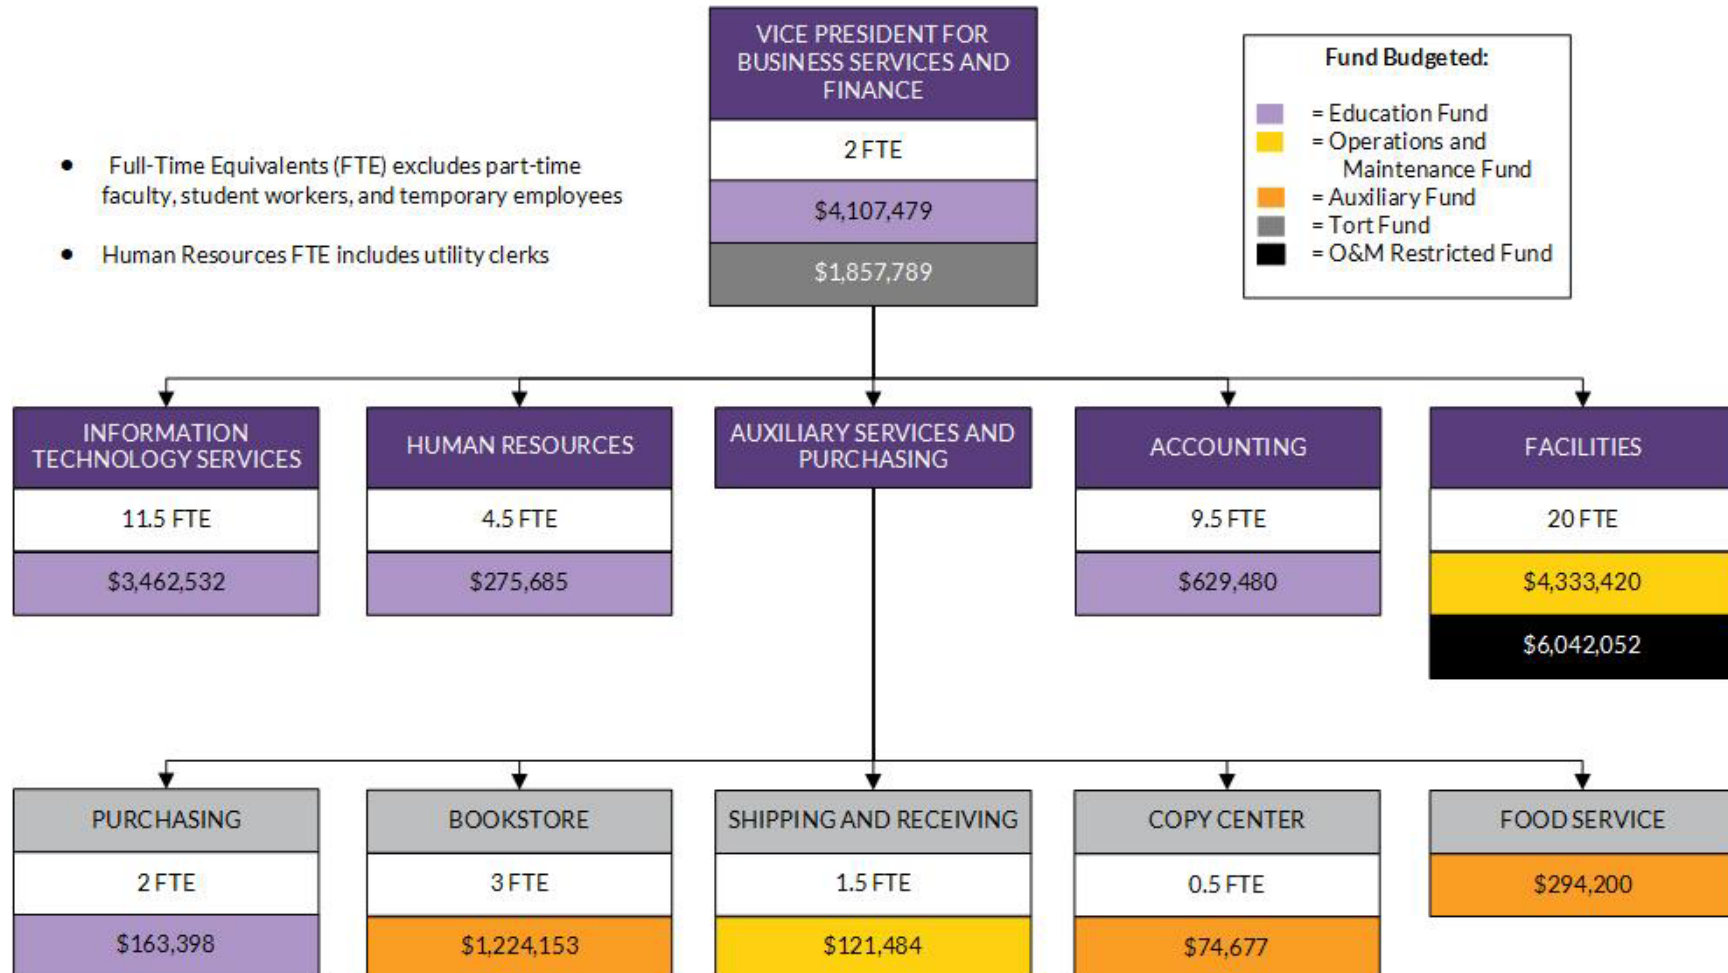 VICE PRESIDENT FOR
BUSINESS SERVICES AND
FINANCE
2 FTE
$4,107,479
$1,857,789
• Full-Time Equivalents (FTE) excludes part-time
faculty, student workers, and temporary employees
• Human Resources FTE includes utility clerks
Fund Budgeted:
= Education Fund
= Operations and
Maintenance Fund
= Auxiliary Fund
= Tort Fund
= O&M Restricted Fund
INFORMATION
TECHNOLOGY SERVICES
11.5 FTE
$3,462,532
HUMAN RESOURCES
4.5 FTE
$275,685
AUXILIARY SERVICES AND
PURCHASING
ACCOUNTING
9.5 FTE
$629,480
FACILITIES
20 FTE
$4,333,420
$6,042,052
PURCHASING
2 FTE
$163,398
BOOKSTORE
3 FTE
$1,224,153
SHIPPING AND RECEIVING
1.5 FTE
$121,484
COPY CENTER
0.5 FTE
$74,677
FOOD SERVICE
$294,200